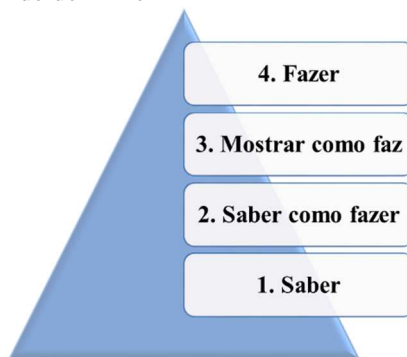 4. Fazer
3. Mostrar como faz
2. Saber como fazer
1. Saber